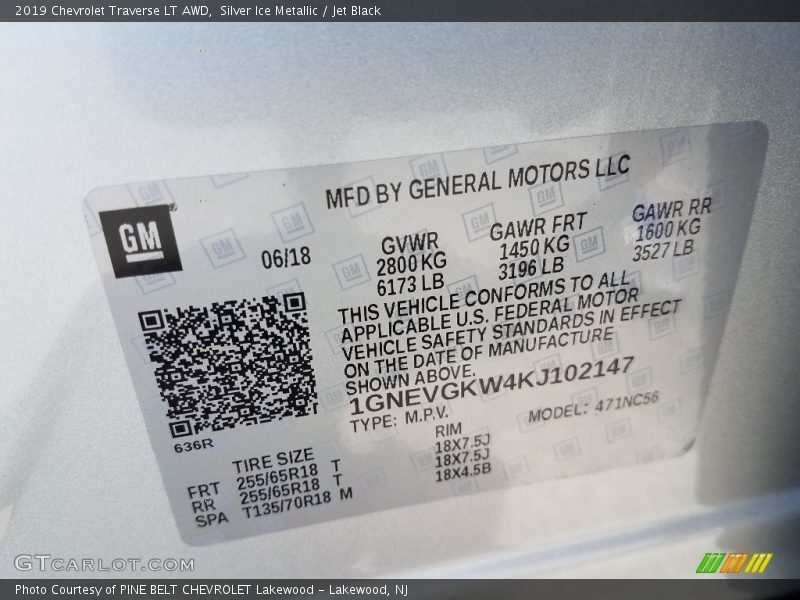 2019 Chevrolet Traverse LT AWD,  Silver Ice Metallic / Jet Black
MFD BY GENERAL MOTORS LLC
GM
06/18
GVWR
2800 KG
6173 LB
GAWR FRT
1450 KG
3196 LB
GAWR RR
1600 KG
3527 LB
THIS VEHICLE CONFORMS TO ALL
APPLICABLE U.S. FEDERAL MOTOR
VEHICLE SAFETY STANDARDS IN EFFECT
ON THE DATE OF MANUFACTURE
SHOWN ABOVE.
1GNEVGKW4KJ102147
TYPE: M.P.V.
MODEL: 471NC56
636R
TIRE SIZE
RIM
FRT 255/65R18 T 18X7.5J
RR 255/65R18 T 18X7.5J
SPA T135/70R18 M 18X4.5B
GTCARLOT.COM
Photo Courtesy of PINE BELT CHEVROLET Lakewood - Lakewood, NJ